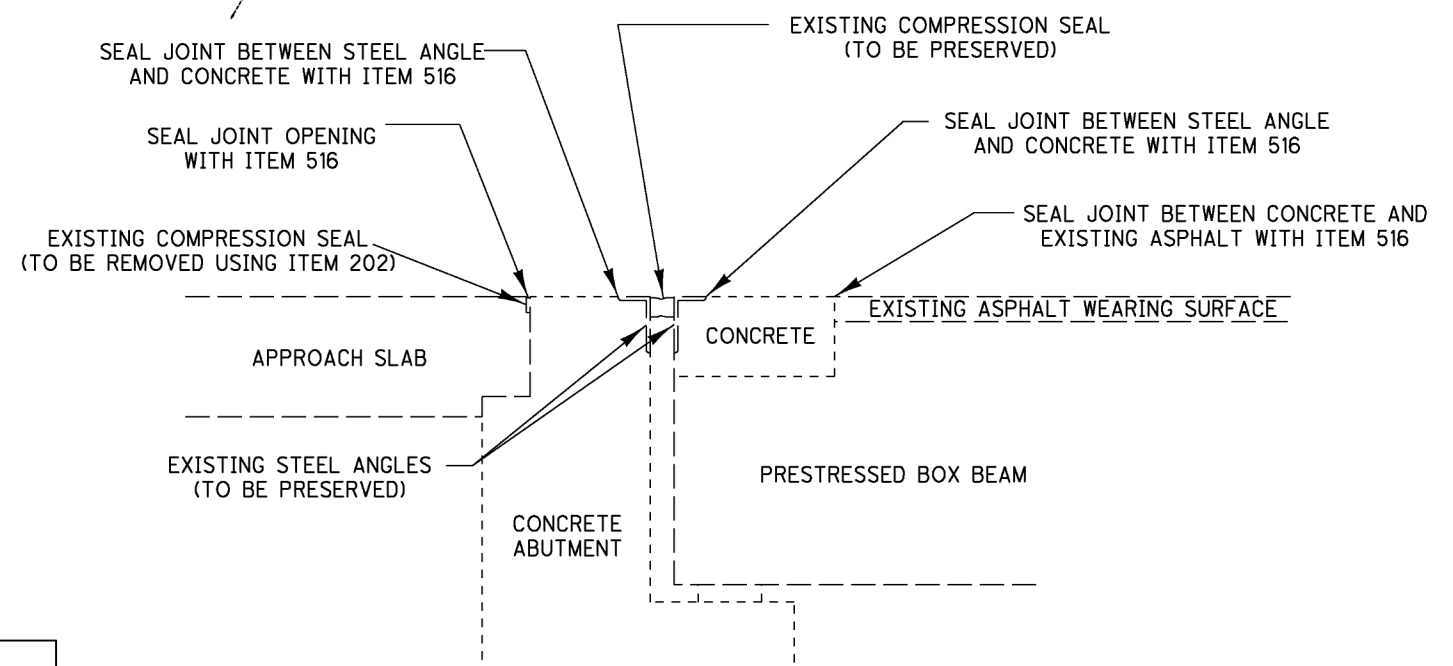 EXISTING COMPRESSION SEAL
(TO BE PRESERVED)
SEAL JOINT BETWEEN STEEL ANGLE
AND CONCRETE WITH ITEM 516
SEAL JOINT OPENING
WITH ITEM 516
SEAL JOINT BETWEEN STEEL ANGLE
AND CONCRETE WITH ITEM 516
SEAL JOINT BETWEEN CONCRETE AND
EXISTING ASPHALT WITH ITEM 516
EXISTING COMPRESSION SEAL
(TO BE REMOVED USING ITEM 202)
EXISTING ASPHALT WEARING SURFACE
CONCRETE
APPROACH SLAB
EXISTING STEEL ANGLES
(TO BE PRESERVED)
PRESTRESSED BOX BEAM
CONCRETE
ABUTMENT